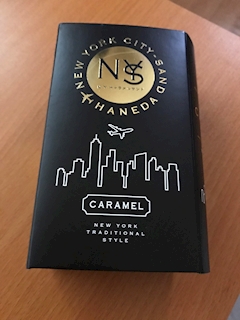 NEW YORK CITY-SAND
HANEDA
NYS
CARAMEL
NEW YORK
TRADITIONAL
STYLE